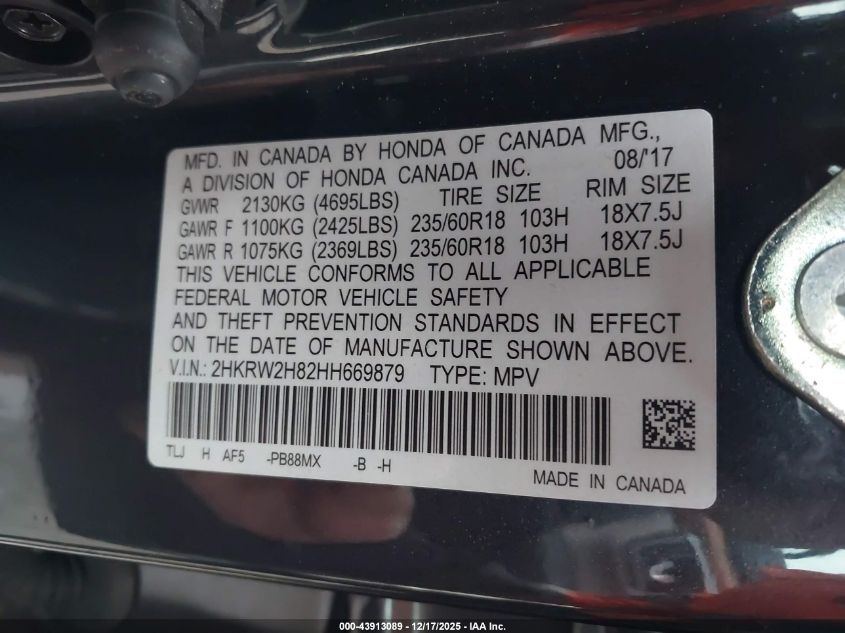 MFD. IN CANADA BY HONDA OF CANADA MFG.,
A DIVISION OF HONDA CANADA INC. 08/'17
GVWR 2130KG (4695LBS) TIRE SIZE RIM SIZE
GAWR F 1100KG (2425LBS) 235/60R18 103H 18X7.5J
GAWR R 1075KG (2369LBS) 235/60R18 103H 18X7.5J
THIS VEHICLE CONFORMS TO ALL APPLICABLE
FEDERAL MOTOR VEHICLE SAFETY
AND THEFT PREVENTION STANDARDS IN EFFECT
ON THE DATE OF MANUFACTURE SHOWN ABOVE.
V.I.N.: 2HKRW2H82HH669879 TYPE: MPV
TLJ H AF5 -PB88MX -B -H
MADE IN CANADA
000-43913089 - 12/17/2025 - IAA Inc.